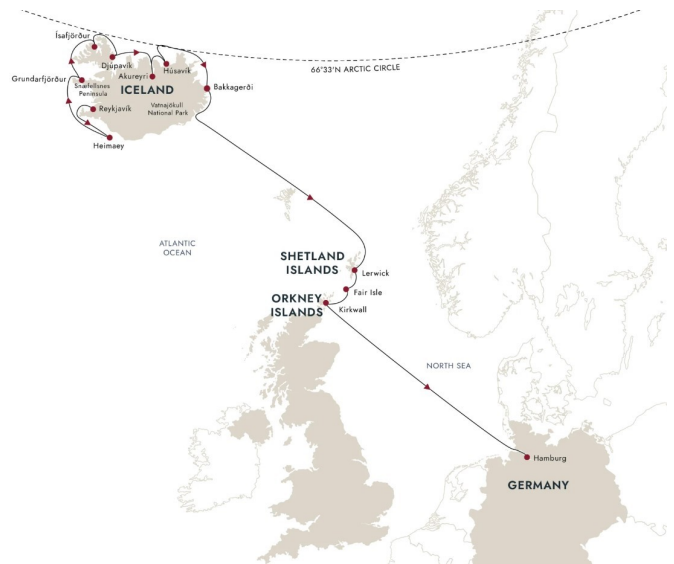 Ísafjörður
Djúpavík
Húsavík
66°33'N ARCTIC CIRCLE
Grundarfjörður
Akureyri
Snæfellsnes
Peninsula
ICELAND
Bakkagerði
Reykjavík
Vatnajökull
National Park
Heimaey
ATLANTIC
OCEAN
SHETLAND
ISLANDS
Lerwick
Fair Isle
ORKNEY
ISLANDS
Kirkwall
NORTH SEA
Hamburg
GERMANY